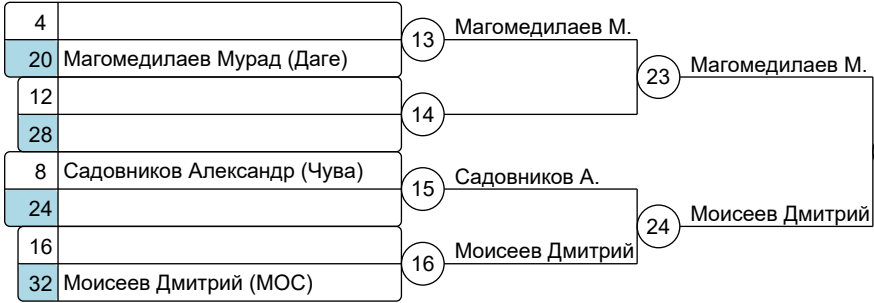 4
13
Магомедилаев М.
20 Магомедилаев Мурад (Даге)
23
Магомедилаев М.
12
14
28
8 Садовников Александр (Чува)
15
Садовников А.
24
24
Моисеев Дмитрий
16
16
Моисеев Дмитрий
32 Моисеев Дмитрий (МОС)